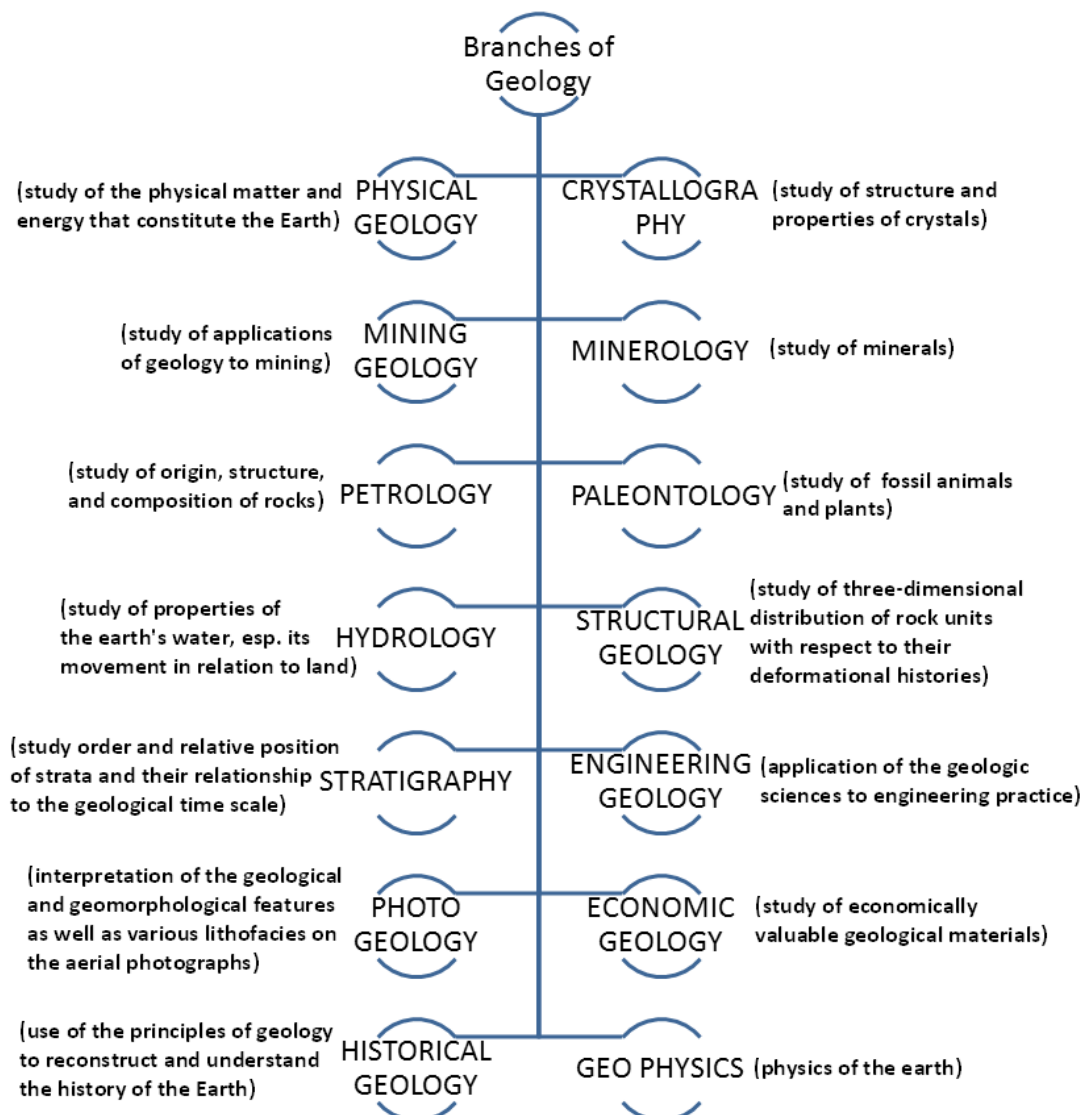 Branches of
Geology
(study of the physical matter and
energy that constitute the Earth)
PHYSICAL
GEOLOGY
CRYSTALLOGRA
PHY
(study of structure and
properties of crystals)
(study of applications
of geology to mining)
MINING
GEOLOGY
MINEROLOGY
(study of minerals)
(study of origin, structure,
and composition of rocks)
PETROLOGY
PALEONTOLOGY
(study of fossil animals
and plants)
(study of properties of
the earth's water, esp. its
movement in relation to land)
HYDROLOGY
STRUCTURAL
GEOLOGY
(study of three-dimensional
distribution of rock units
with respect to their
deformational histories)
(study order and relative position
of strata and their relationship
to the geological time scale)
STRATIGRAPHY
ENGINEERING
GEOLOGY
(application of the geologic
sciences to engineering practice)
(interpretation of the geological
and geomorphological features
as well as various lithofacies on
the aerial photographs)
PHOTO
GEOLOGY
ECONOMIC
GEOLOGY
(study of economically
valuable geological materials)
(use of the principles of geology
to reconstruct and understand
the history of the Earth)
HISTORICAL
GEOLOGY
GEO PHYSICS
(physics of the earth)